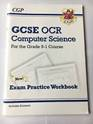 CGP
GCSE OCR
Computer Science
For the Grade 9-1 Course
Exam Practice Workbook